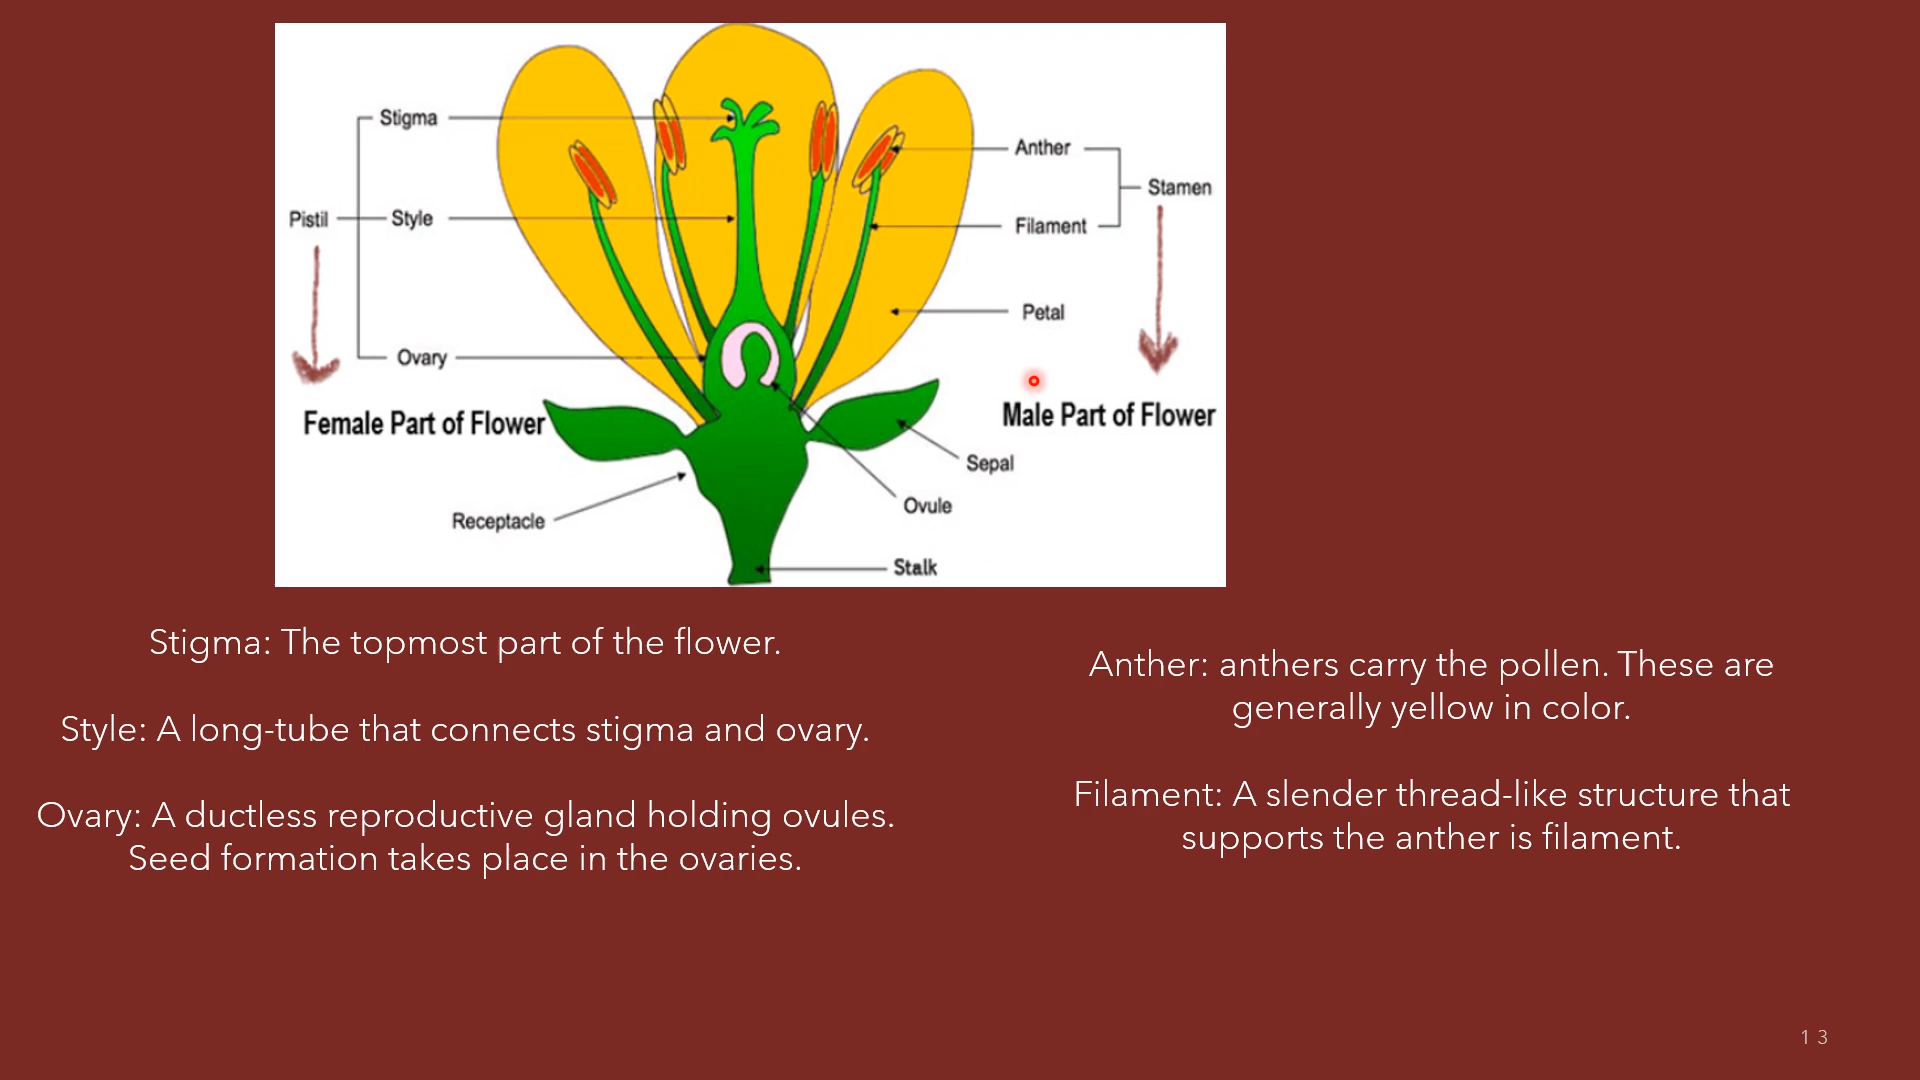 Stigma
Anther
Stamen
Pistil
Style
Filament
Petal
Ovary
Female Part of Flower
Male Part of Flower
Sepal
Ovule
Receptacle
Stalk
Stigma: The topmost part of the flower.
Style: A long-tube that connects stigma and ovary.
Ovary: A ductless reproductive gland holding ovules.
Seed formation takes place in the ovaries.
Anther: anthers carry the pollen. These are
generally yellow in color.
Filament: A slender thread-like structure that
supports the anther is filament.
13